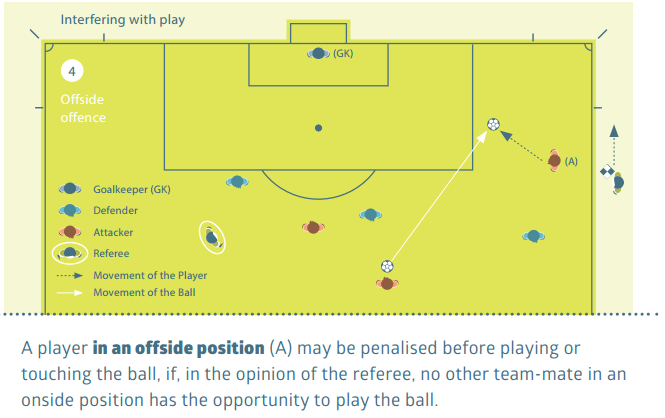 Interfering with play
(GK)
4
Offside
offence
(A)
Goalkeeper (GK)
Defender
Attacker
Referee
Movement of the Player
Movement of the Ball
A player in an offside position (A) may be penalised before playing or
touching the ball, if, in the opinion of the referee, no other team-mate in an
onside position has the opportunity to play the ball.